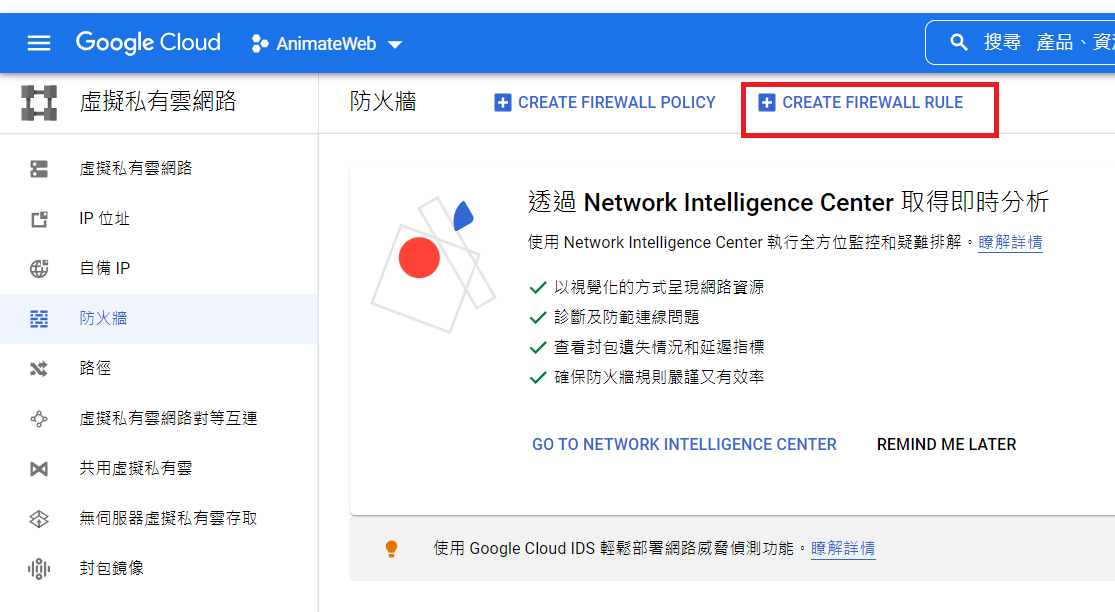 Google Cloud
AnimateWeb
搜尋 產品、資
虛擬私有雲網路
防火牆
CREATE FIREWALL POLICY
CREATE FIREWALL RULE
虛擬私有雲網路
IP 位址
自備 IP
防火牆
路徑
虛擬私有雲網路對等互連
共用虛擬私有雲
無伺服器虛擬私有雲存取
封包鏡像
透過 Network Intelligence Center 取得即時分析
使用 Network Intelligence Center 執行全方位監控和疑難排解。瞭解詳情
以視覺化的方式呈現網路資源
診斷及防範連線問題
查看封包遺失情況和延遲指標
確保防火牆規則嚴謹又有效率
GO TO NETWORK INTELLIGENCE CENTER
REMIND ME LATER
使用 Google Cloud IDS 輕鬆部署網路威脅偵測功能。瞭解詳情